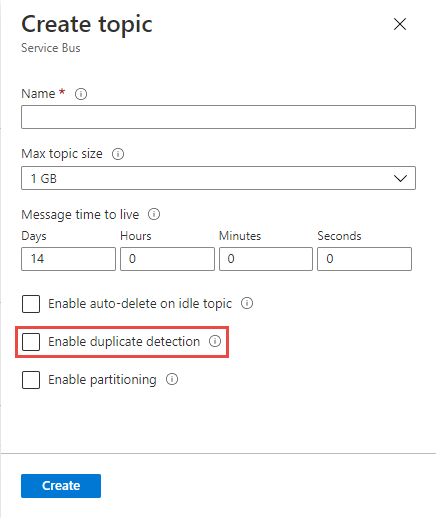 Create topic
Service Bus
Name *
Max topic size
1 GB
Message time to live
Days Hours Minutes Seconds
14 0 0 0
Enable auto-delete on idle topic
Enable duplicate detection
Enable partitioning
Create